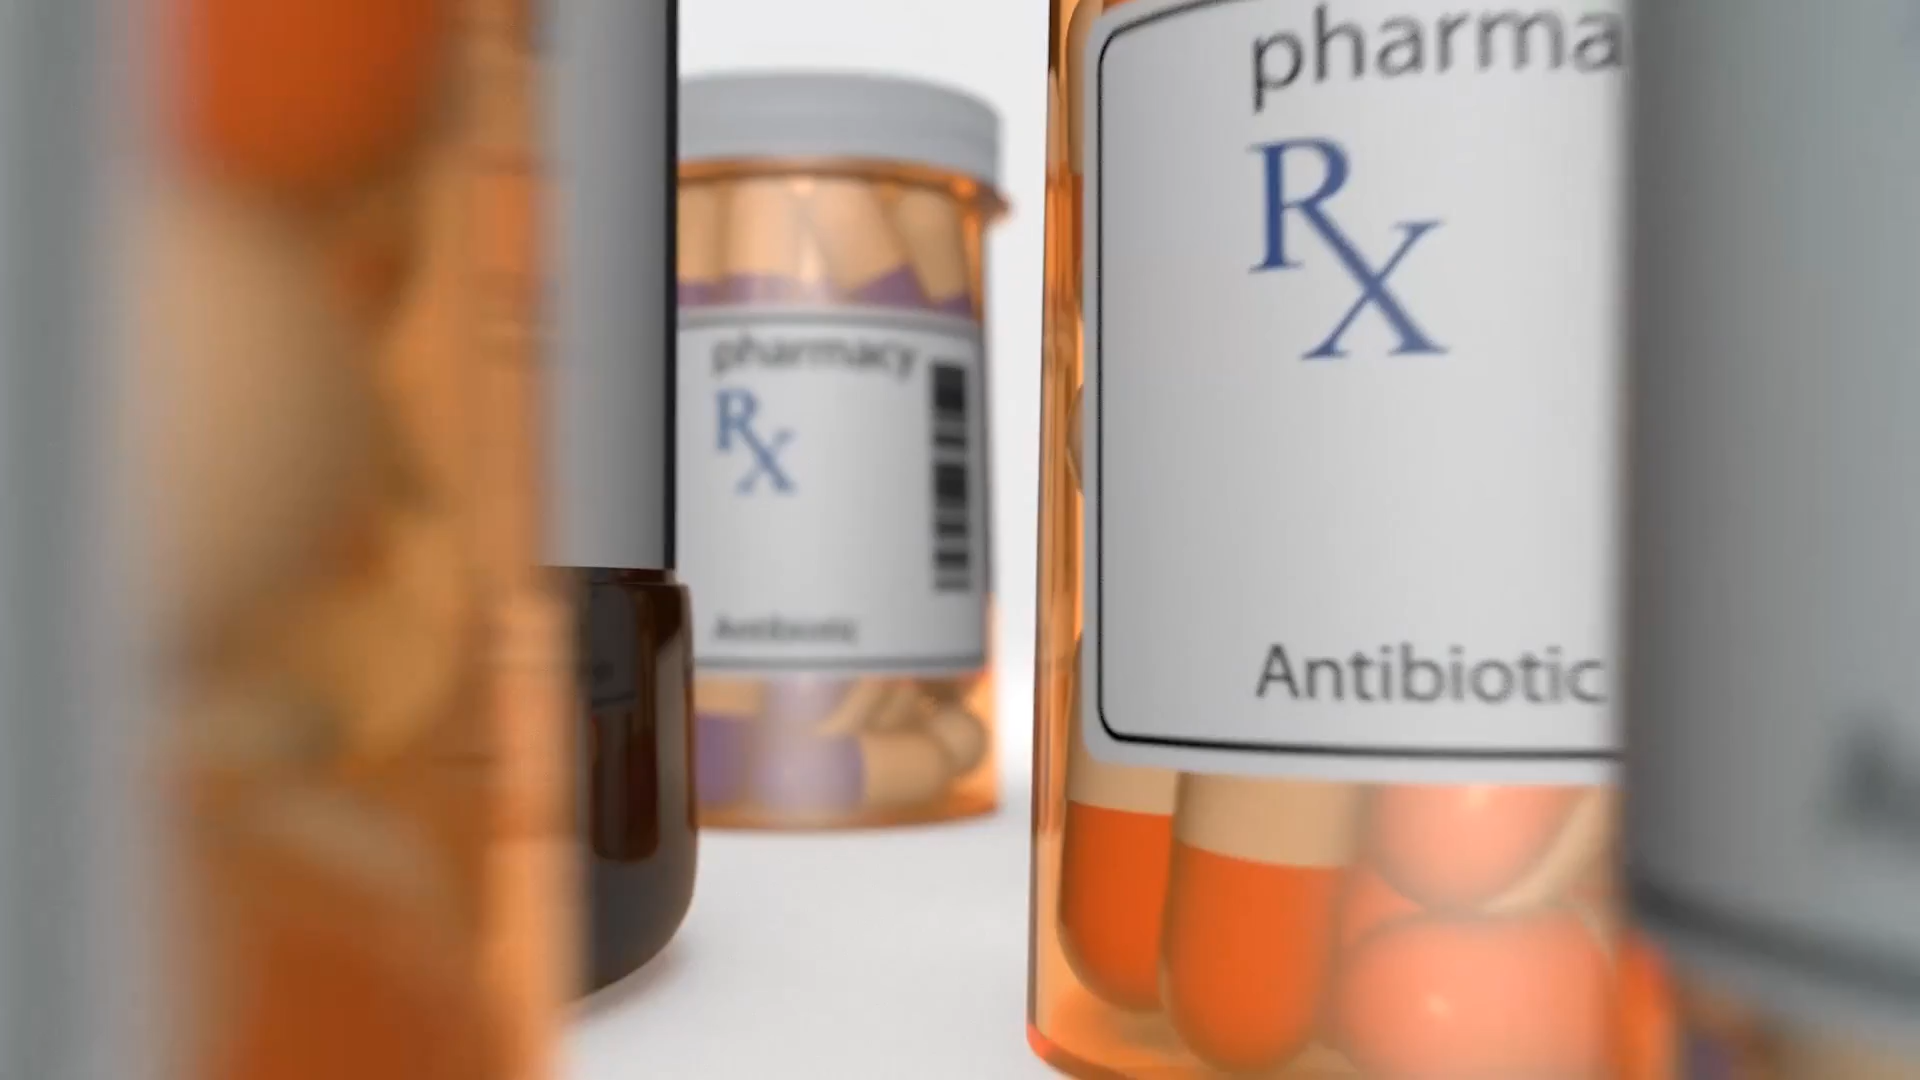 pharmacy
Rx
Antibiotic
pharma
Rx
Antibiotic